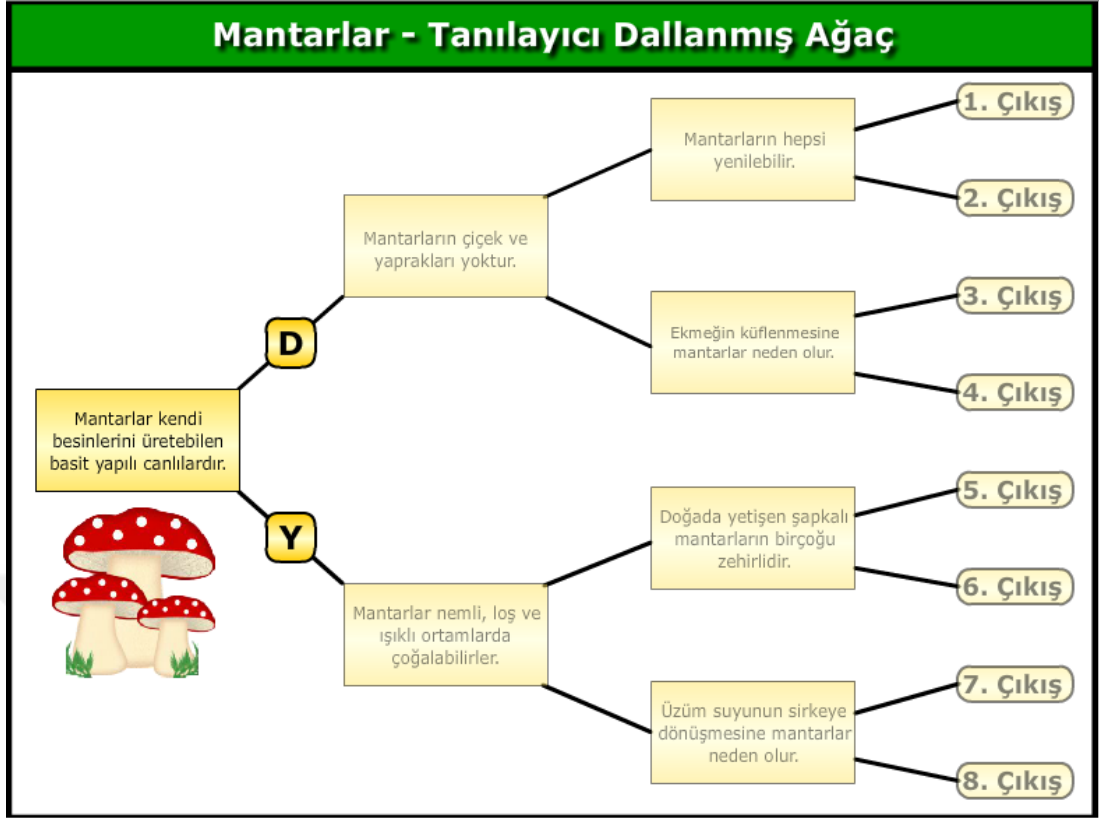 Mantarlar - Tanılayıcı Dallanmış Ağaç
Mantarlar kendi
besinlerini üretebilen
basit yapılı canlılardır.
D
Y
Mantarların çiçek ve
yaprakları yoktur.
Mantarlar nemli, loş ve
ışıklı ortamlarda
çoğalabilirler.
Mantarların hepsi
yenilebilir.
Ekmeğin küflenmesine
mantarlar neden olur.
Doğada yetişen şapkalı
mantarların birçoğu
zehirlidir.
Üzüm suyunun sirkeye
dönüşmesine mantarlar
neden olur.
1. Çıkış
2. Çıkış
3. Çıkış
4. Çıkış
5. Çıkış
6. Çıkış
7. Çıkış
8. Çıkış